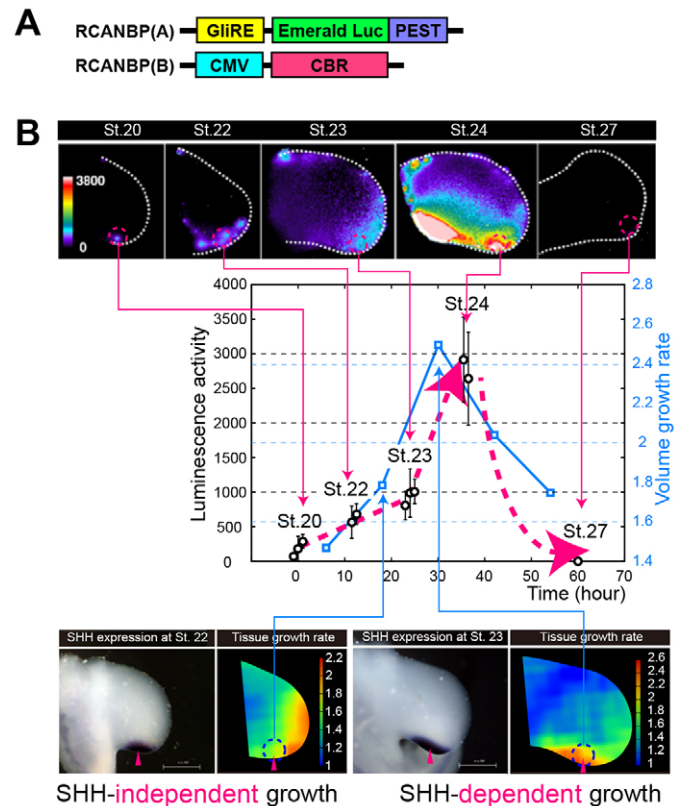 A
RCANBP(A) GliRE Emerald Luc PEST
RCANBP(B) CMV CBR
B
St.20 St.22 St.23 St.24 St.27
3800
0
Luminescence activity
4000
3500
3000
2500
2000
1500
1000
500
0
St.20
St.22
St.23
St.24
St.27
0 10 20 30 40 50 60 70
Time (hour)
2.8
2.6
2.4
2.2
2
1.8
1.6
1.4
Volume growth rate
SHH expression at St. 22 Tissue growth rate SHH expression at St. 23 Tissue growth rate
2.2
2
1.8
1.6
1.4
1.2
1
2.6
2.4
2.2
2
1.8
1.6
1.4
1.2
1
SHH-independent growth SHH-dependent growth